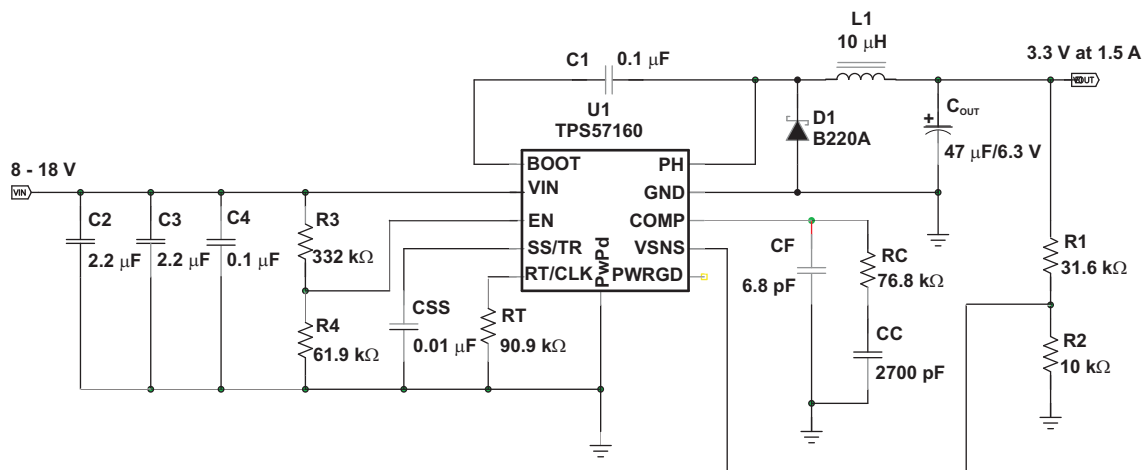 L1
10 μH
3.3 V at 1.5 A
C1
0.1 μF
U1
TPS57160
D1
B220A
COUT
+
47 μF/6.3 V
8 - 18 V
VIN
BOOT
VIN
EN
SS/TR
RT/CLK
PwPd
PH
GND
COMP
VSNS
PWRGD
C2
2.2 μF
C3
2.2 μF
C4
0.1 μF
R3
332 kΩ
R4
61.9 kΩ
CSS
0.01 μF
RT
90.9 kΩ
CF
6.8 pF
RC
76.8 kΩ
CC
2700 pF
R1
31.6 kΩ
R2
10 kΩ